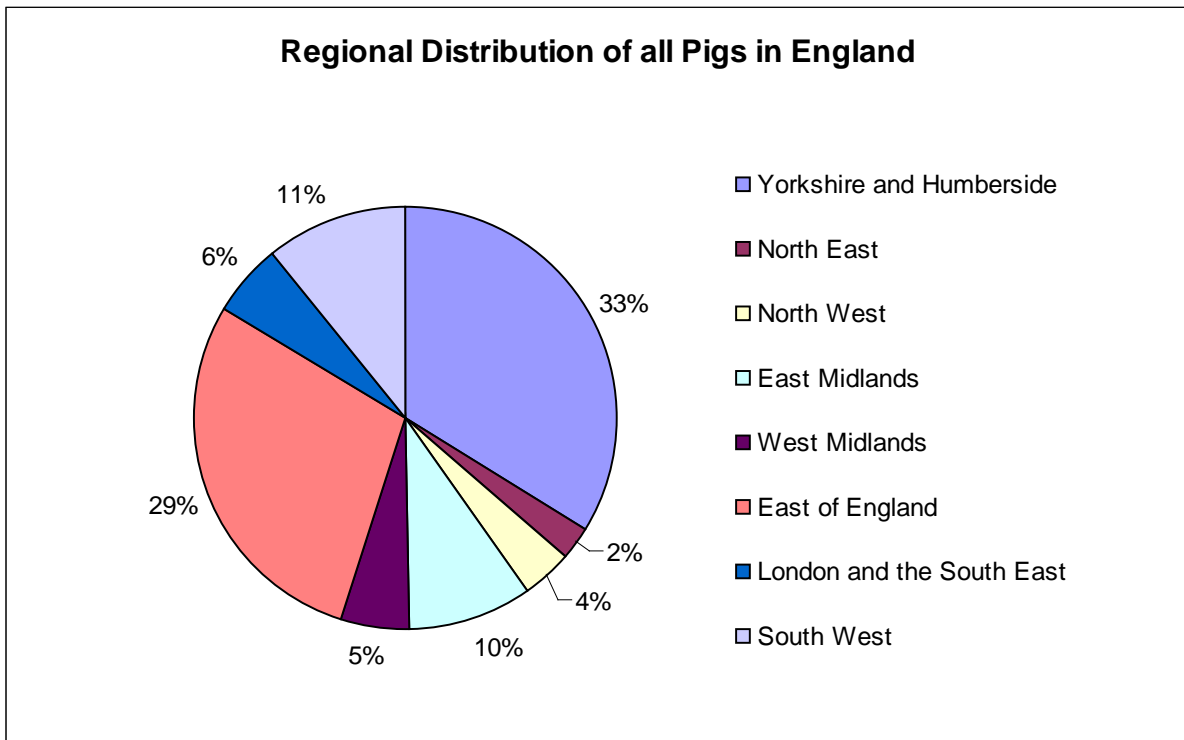 Regional Distribution of all Pigs in England
11%
6%
33%
29%
2%
4%
5%
10%
Yorkshire and Humberside
North East
North West
East Midlands
West Midlands
East of England
London and the South East
South West